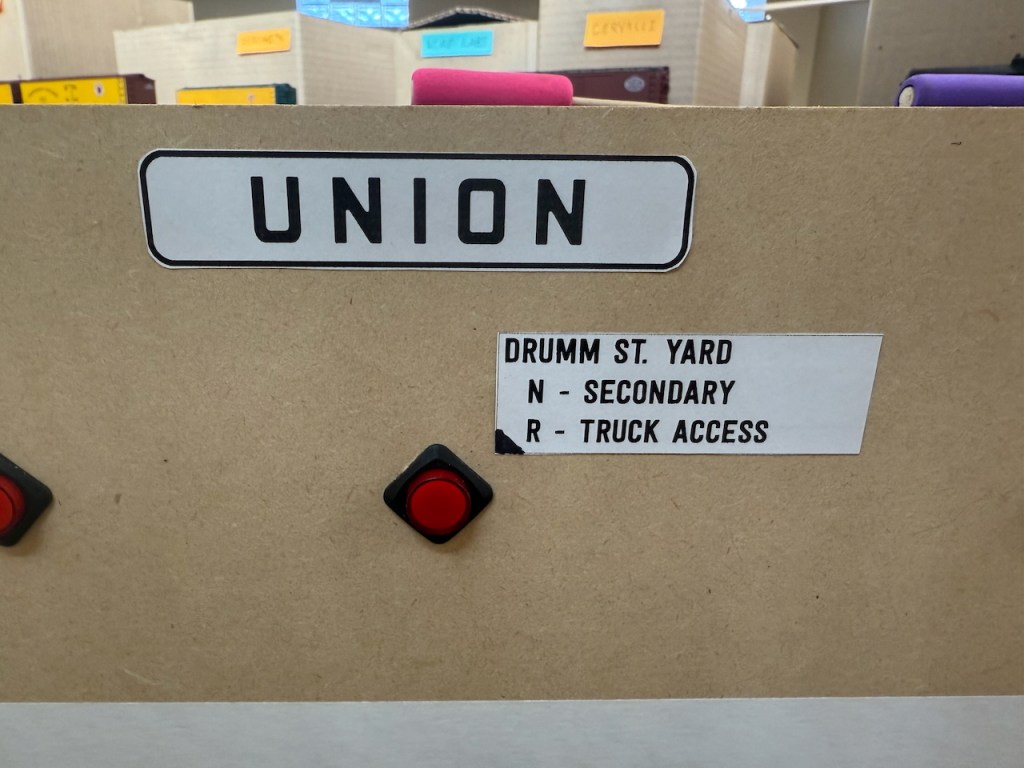 UNION
DRUMM ST. YARD
N - SECONDARY
R - TRUCK ACCESS